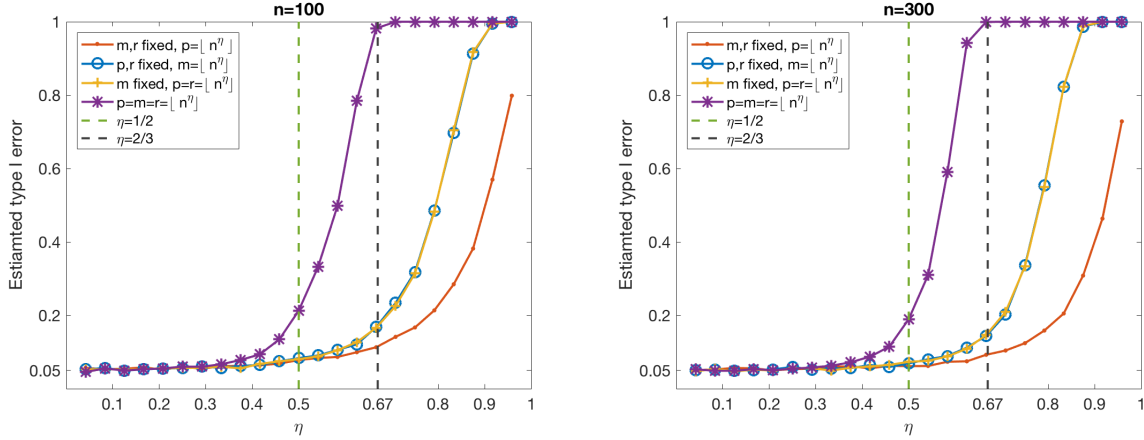 n=100
m,r fixed, p=⌊ n^η ⌋
p,r fixed, m=⌊ n^η⌋
m fixed, p=r=⌊ n^η⌋
p=m=r=⌊ n^η⌋
η=1/2
η=2/3
Estiamted type I error
1
0.8
0.6
0.4
0.2
0.05
0.1
0.2
0.3
0.4
0.5
0.67
0.8
0.9
1
η
n=300
m,r fixed, p=⌊ n^η ⌋
p,r fixed, m=⌊ n^η⌋
m fixed, p=r=⌊ n^η⌋
p=m=r=⌊ n^η⌋
η=1/2
η=2/3
Estiamted type I error
1
0.8
0.6
0.4
0.2
0.05
0.1
0.2
0.3
0.4
0.5
0.67
0.8
0.9
1
η